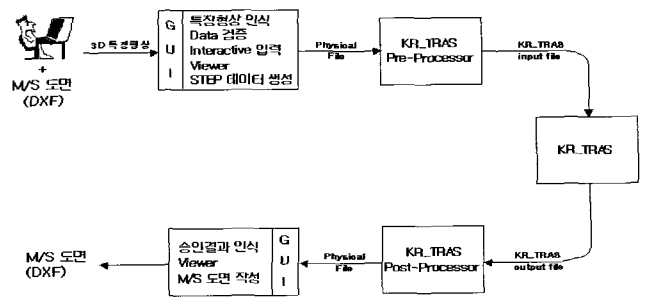 +
M/S 도면
(DXF)
3D 특징형상
G
U
I
특징형상 인식
Data 검증
Interactive 입력
Viewer
STEP 데이터 생성
Physical
File
KR_TRAS
Pre-Processor
KR_TRAS
input file
KR_TRAS
KR_TRAS
output file
KR_TRAS
Post-Processor
Physical
File
G
U
I
승인결과 인식
Viewer
M/S 도면 작성
M/S 도면
(DXF)